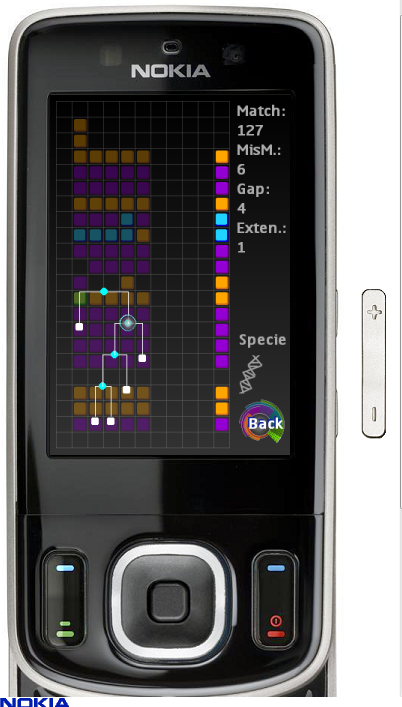 NOKIA
Match:
127
MisM.:
6
Gap:
4
Exten.:
1
Specie
Back
NOKIA